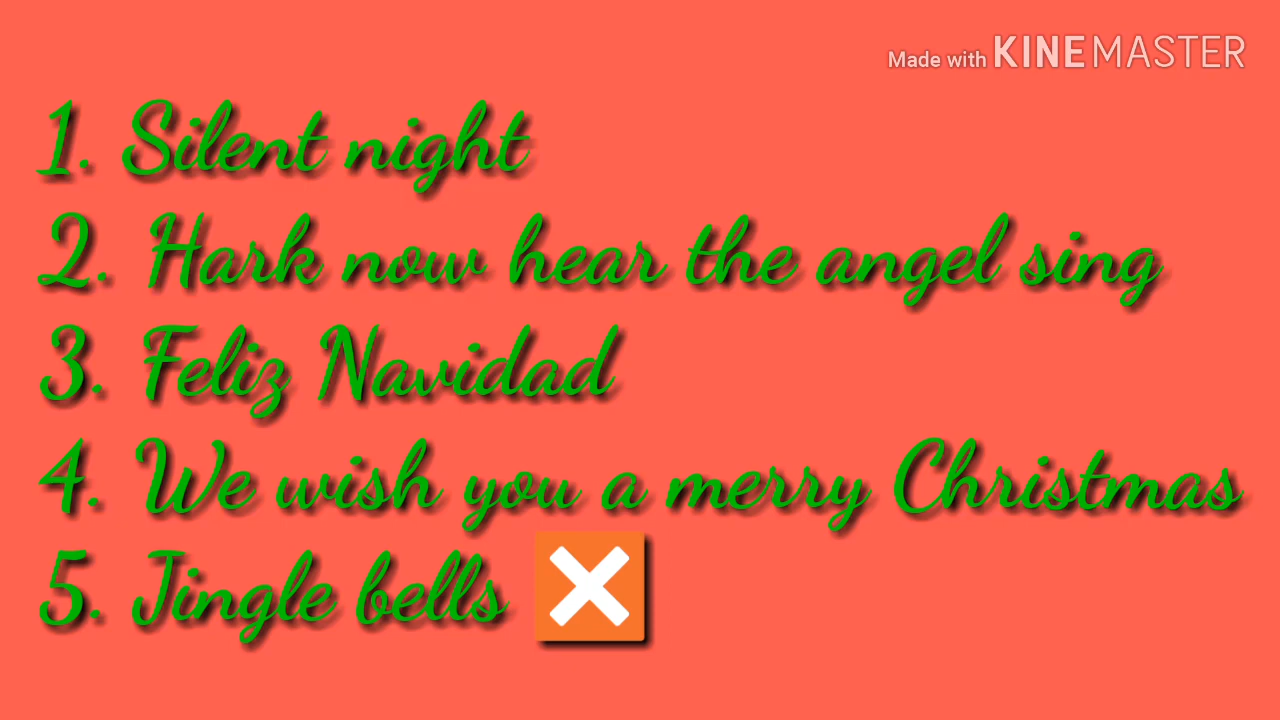 Made with KINEMASTER
1. Silent night
2. Hark now hear the angel sing
3. Feliz Navidad
4. We wish you a merry Christmas
5. Jingle bells ❎